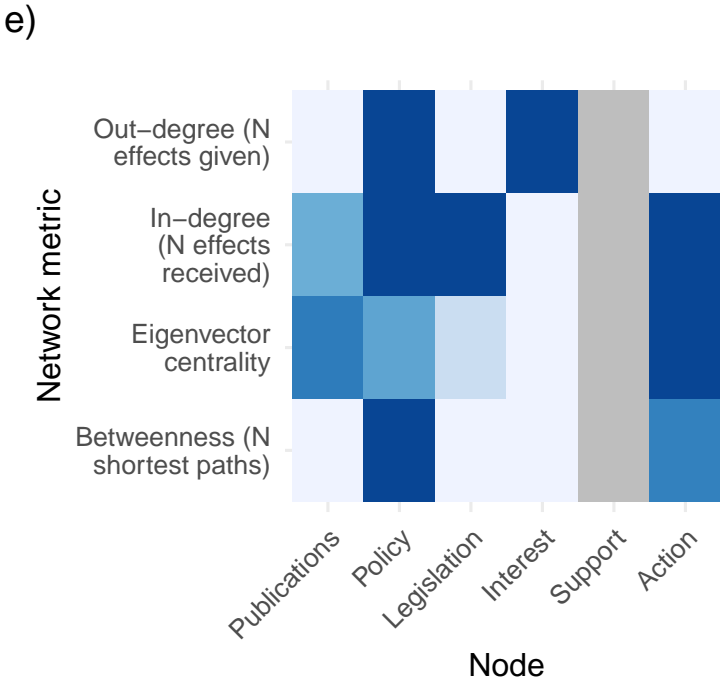 e)
Out−degree (N
effects given)
In−degree
(N effects
received)
Eigenvector
centrality
Betweenness (N
shortest paths)
Network metric
Publications
Policy
Legislation
Interest
Support
Action
Node